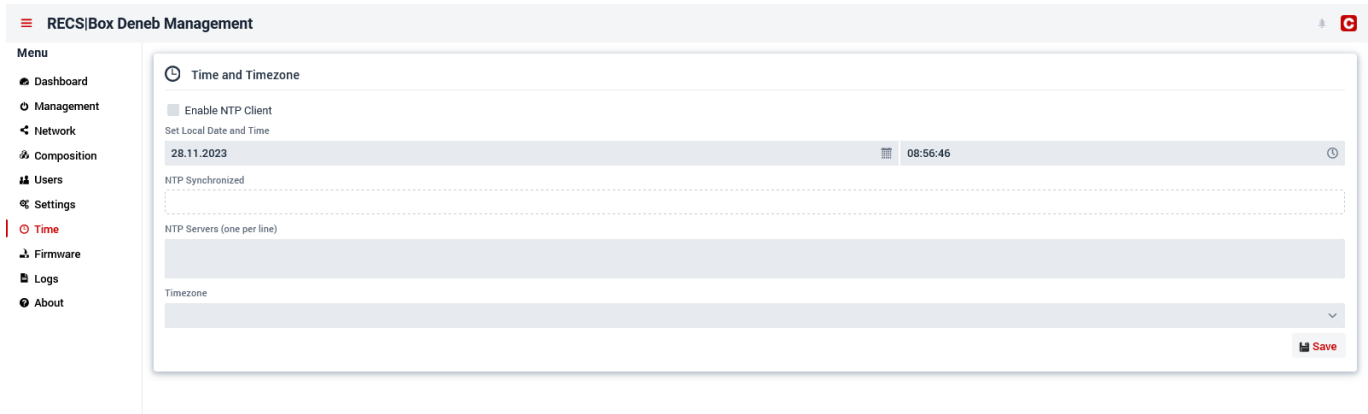 RECS|Box Deneb Management
C
Menu
Dashboard
Management
Network
Composition
Users
Settings
Time
Firmware
Logs
About
Time and Timezone
Enable NTP Client
Set Local Date and Time
28.11.2023 08:56:46
NTP Synchronized
NTP Servers (one per line)
Timezone
Save